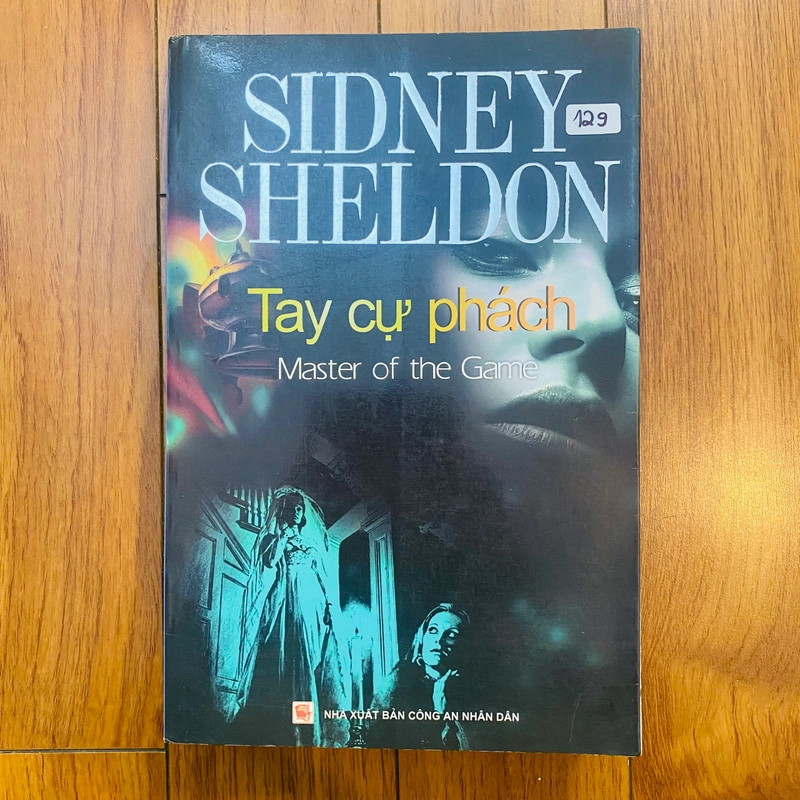 SIDNEY
129
SHELDON
Tay cự phách
Master of the Game
NHÀ XUẤT BẢN CÔNG AN NHÂN DÂN